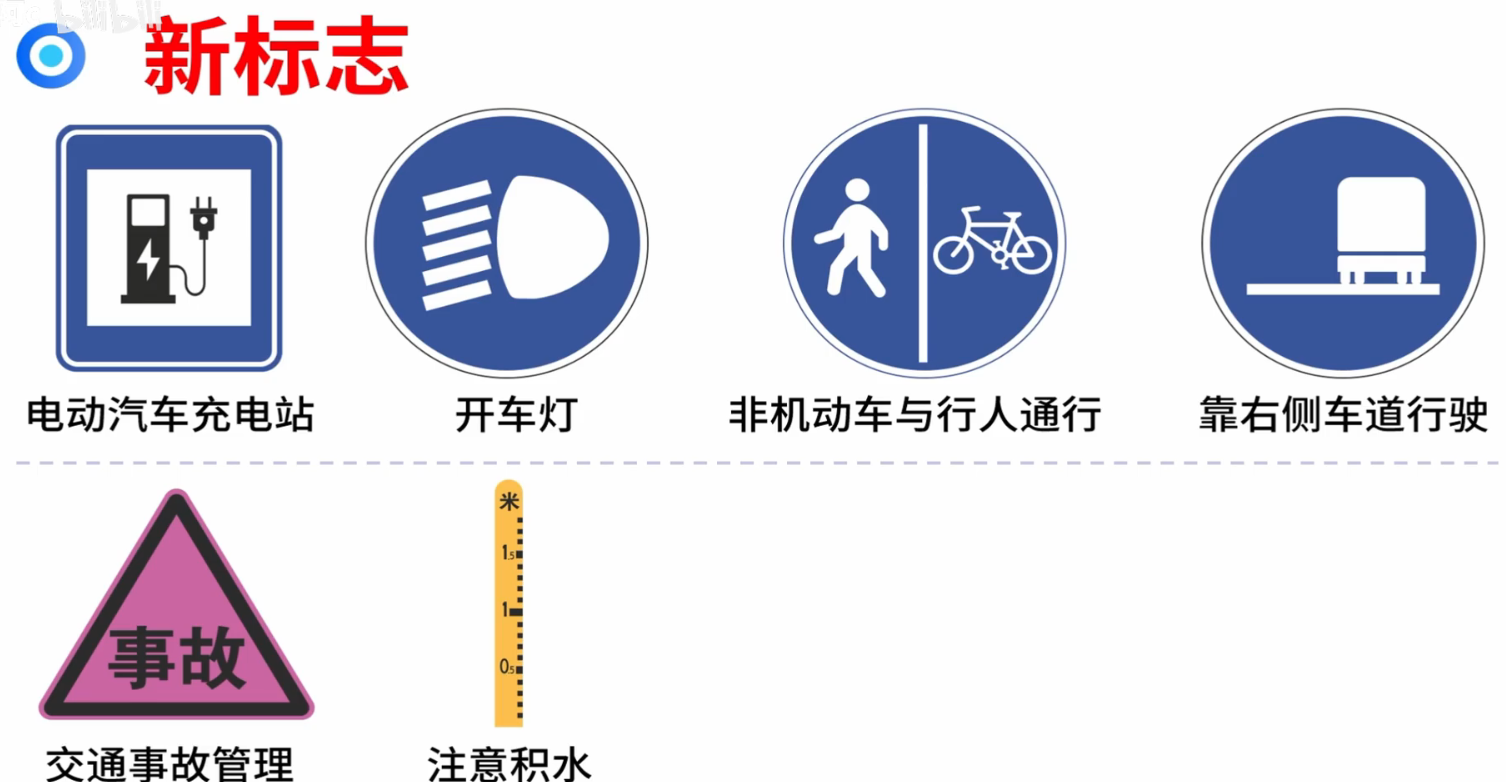 新标志
电动汽车充电站
开车灯
非机动车与行人通行
靠右侧车道行驶
事故
交通事故管理
米
1.5
1
0.5
注意积水